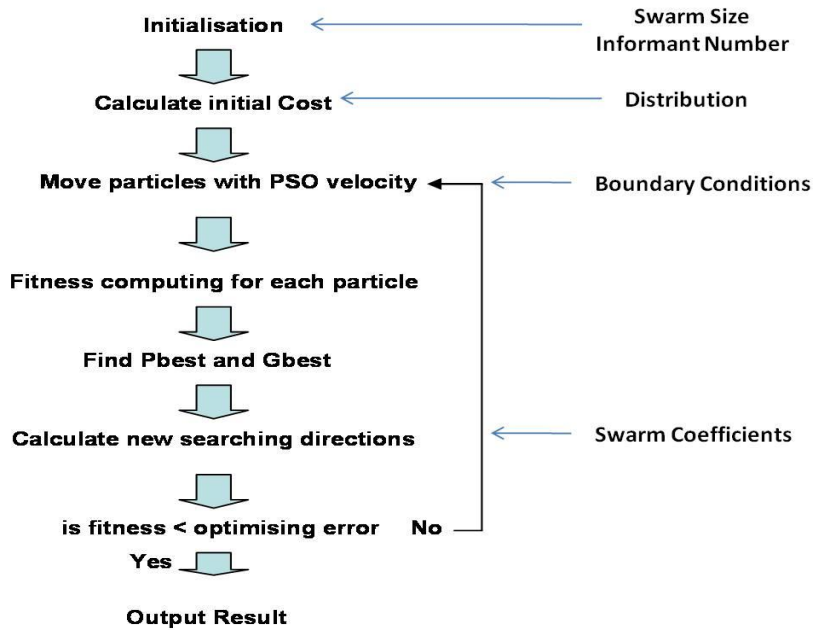 Initialisation
Swarm Size
Informant Number
Calculate initial Cost
Distribution
Move particles with PSO velocity
Boundary Conditions
Fitness computing for each particle
Find Pbest and Gbest
Calculate new searching directions
Swarm Coefficients
is fitness < optimising error No
Yes
Output Result